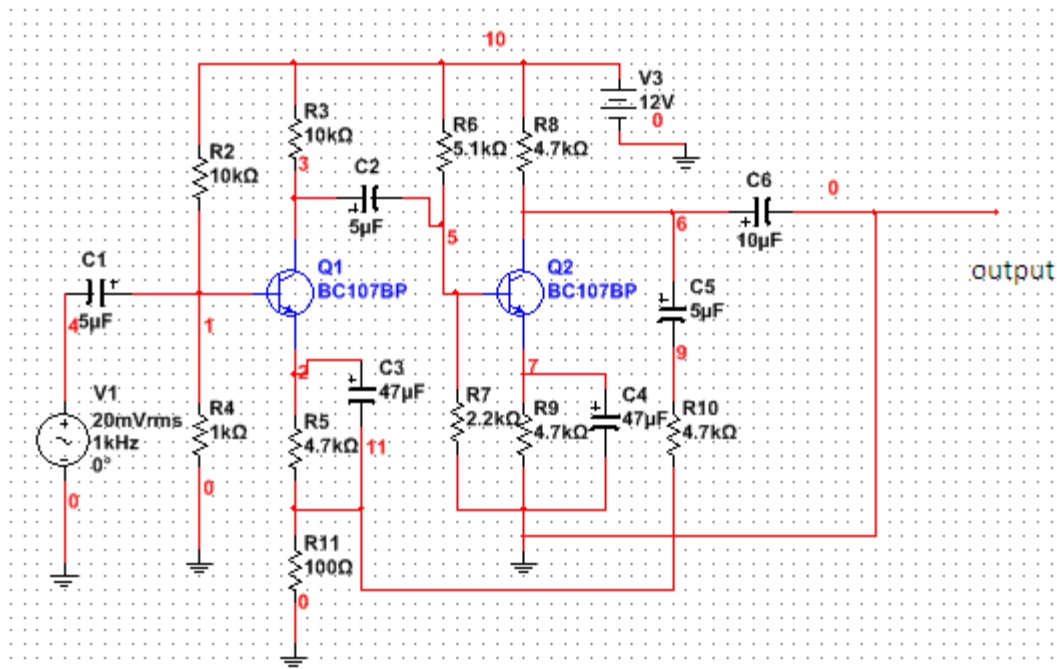 10
V3
12V
0
R3
10kΩ
R6
5.1kΩ
R8
4.7kΩ
R2
10kΩ
3
C2
5µF
C6
10µF
0
5
6
output
C1
5µF
Q1
BC107BP
Q2
BC107BP
C5
5µF
4
1
9
2
C3
47µF
7
V1
20mVrms
1kHz
0°
R4
1kΩ
R5
4.7kΩ
11
R7
2.2kΩ
R9
4.7kΩ
C4
47µF
R10
4.7kΩ
0
0
R11
100Ω
0